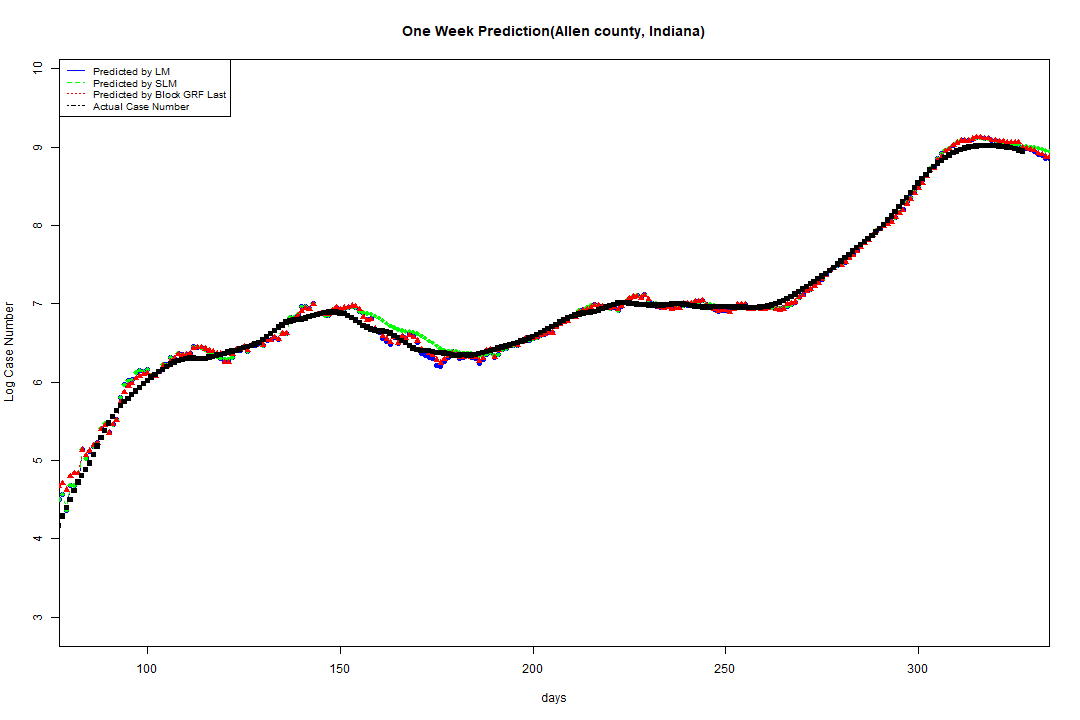 One Week Prediction(Allen county, Indiana)
Predicted by LM
Predicted by SLM
Predicted by Block GRF Last
Actual Case Number
Log Case Number
10
9
8
7
6
5
4
3
100 150 200 250 300
days